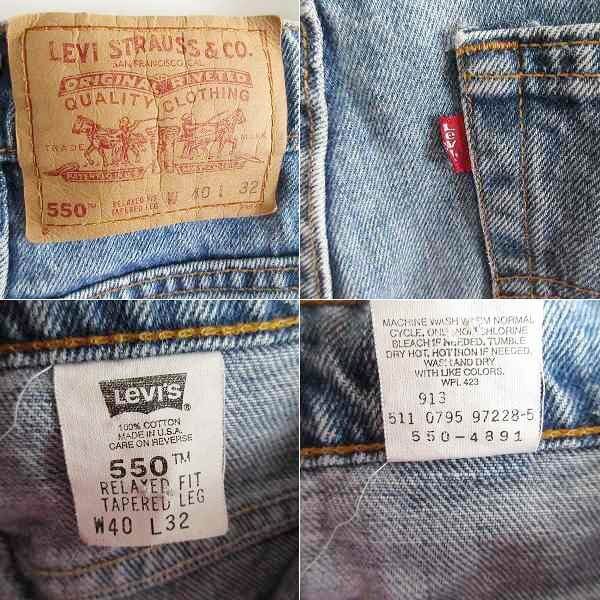 LEVI STRAUSS & CO.
SAN FRANCISCO, CAL.
ORIGINAL RIVETED
QUALITY CLOTHING
TRADE MARK
550™ RELAXED FIT W 40 L 32
TAPERED LEG
Levi's
Levi's®
100% COTTON
MADE IN U.S.A.
CARE ON REVERSE
550™
RELAXED FIT
TAPERED LEG
W40 L32
MACHINE WASH WARM NORMAL
CYCLE, ONLY NON-CHLORINE
BLEACH IF NEEDED, TUMBLE
DRY HOT, HOT IRON IF NEEDED.
WASH AND DRY
WITH LIKE COLORS.
WPL 423
913
511 0795 97228-5
550-4891